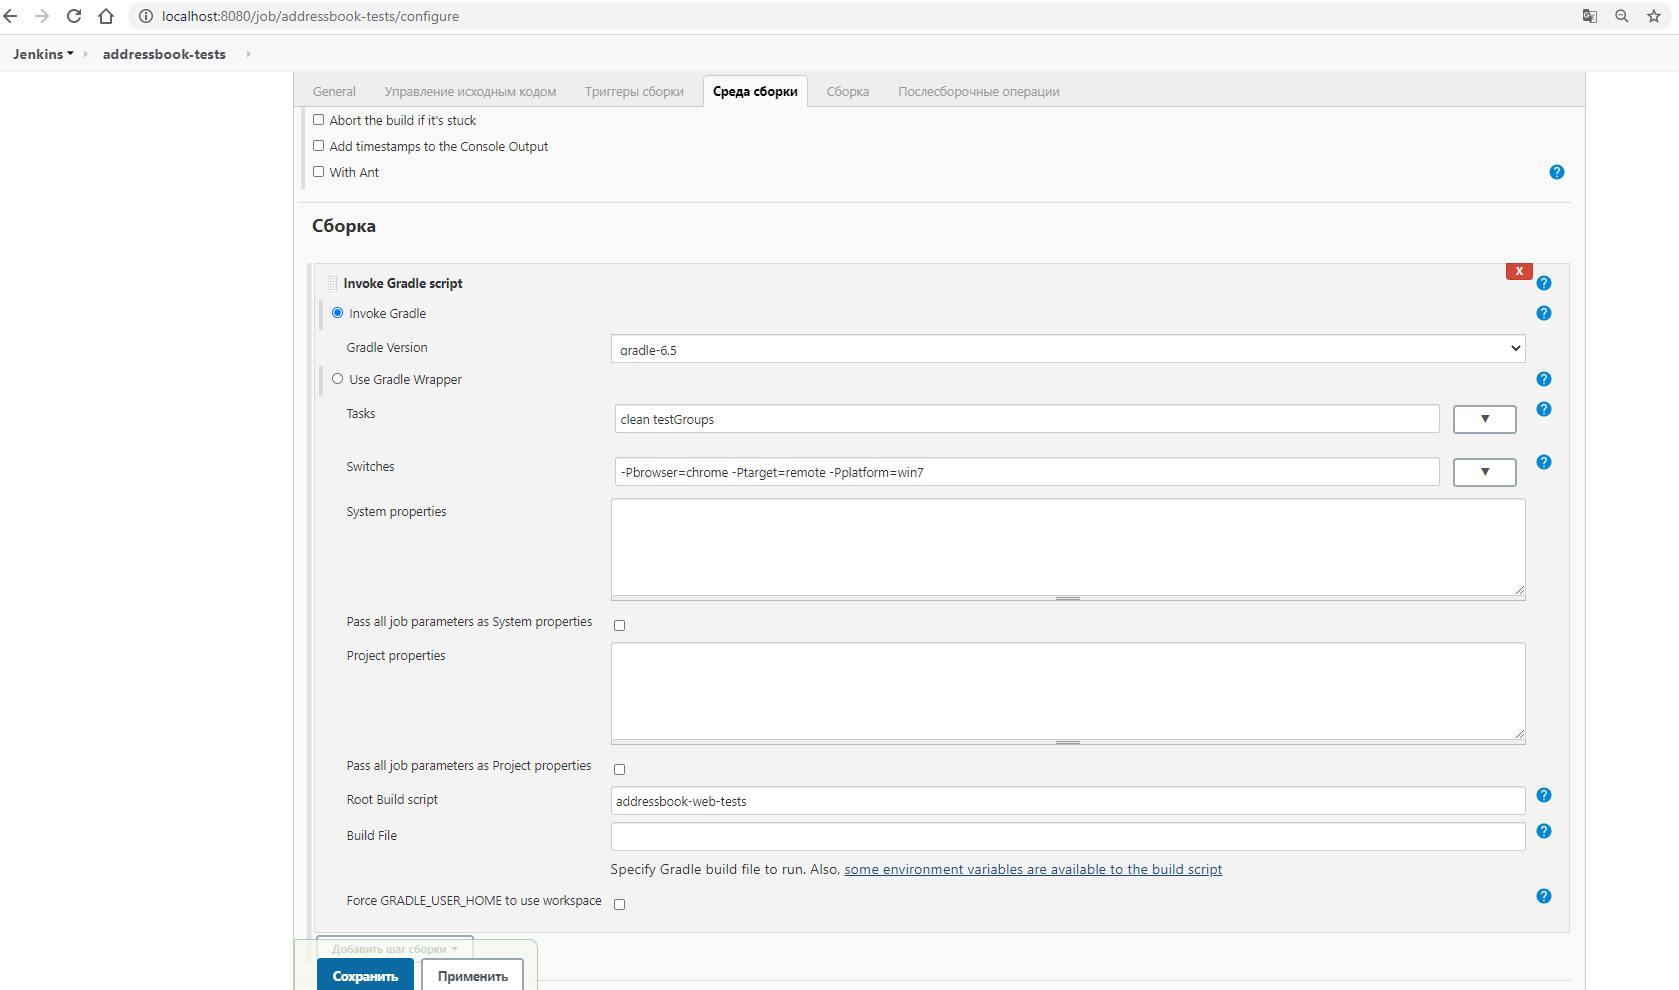 localhost:8080/job/addressbook-tests/configure
Jenkins addressbook-tests
General Управление исходным кодом Триггеры сборки Среда сборки Сборка Послесборочные операции
Abort the build if it's stuck
Add timestamps to the Console Output
With Ant
?
Сборка
X
Invoke Gradle script ?
Invoke Gradle ?
Gradle Version gradle-6.5
Use Gradle Wrapper ?
Tasks clean testGroups ▼ ?
Switches -Pbrowser=chrome -Ptarget=remote -Pplatform=win7 ▼ ?
System properties
Pass all job parameters as System properties
Project properties
Pass all job parameters as Project properties
Root Build script addressbook-web-tests ?
Build File ?
Specify Gradle build file to run. Also, some environment variables are available to the build script
Force GRADLE_USER_HOME to use workspace ?
Добавить шаг сборки
Сохранить Применить